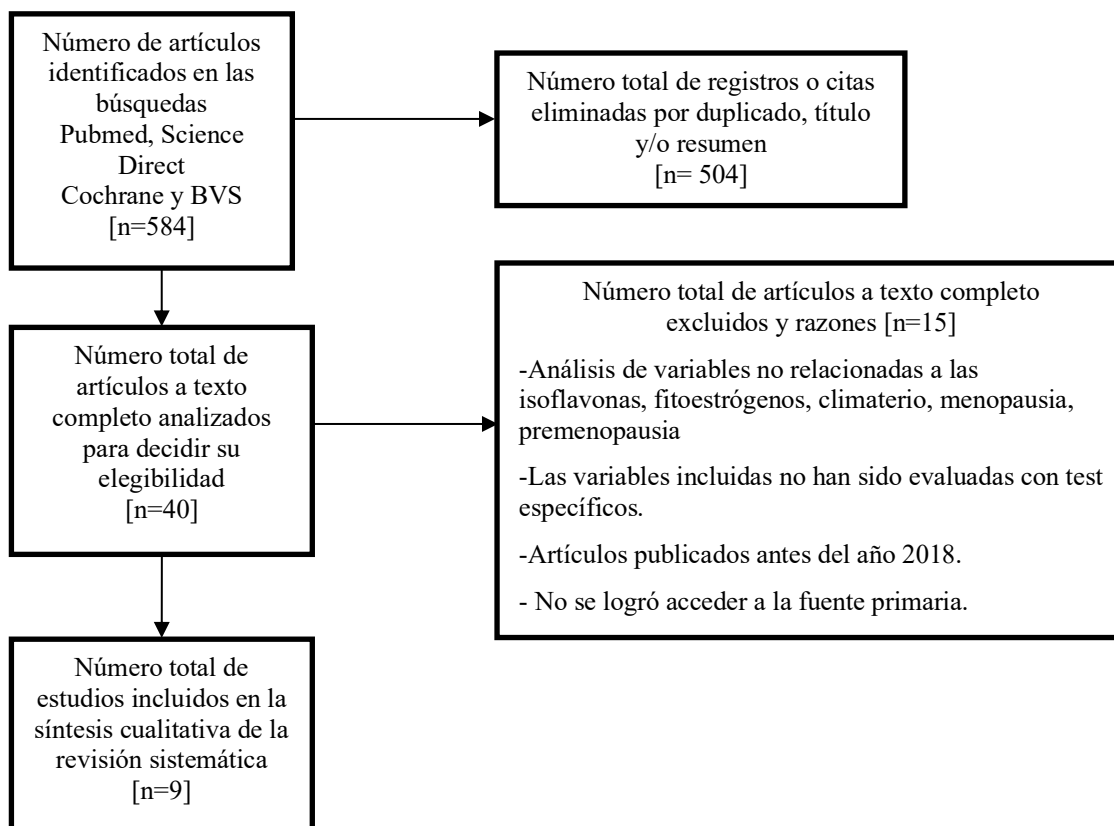 Número de artículos
identificados en las
búsquedas
Pubmed, Science
Direct
Cochrane y BVS
[n=584]
Número total de registros o citas
eliminadas por duplicado, título
y/o resumen
[n= 504]
Número total de
artículos a texto
completo analizados
para decidir su
elegibilidad
[n=40]
Número total de artículos a texto completo
excluidos y razones [n=15]
-Análisis de variables no relacionadas a las
isoflavonas, fitoestrógenos, climaterio, menopausia,
premenopausia
-Las variables incluidas no han sido evaluadas con test
específicos.
-Artículos publicados antes del año 2018.
- No se logró acceder a la fuente primaria.
Número total de
estudios incluidos en la
síntesis cualitativa de la
revisión sistemática
[n=9]